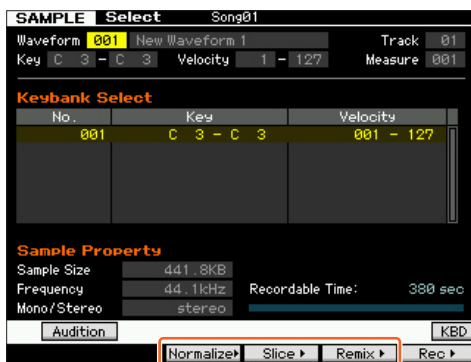 SAMPLE Select Song01
Waveform 001 New Waveform 1 Track 01
Key C 3 - C 3 Velocity 1 - 127 Measure 001
Keybank Select
No. Key Velocity
001 C 3 - C 3 001 - 127
Sample Property
Sample Size 441.8KB
Frequency 44.1kHz Recordable Time: 380 sec
Mono/Stereo stereo
Audition KBD
Normalize Slice Remix Rec